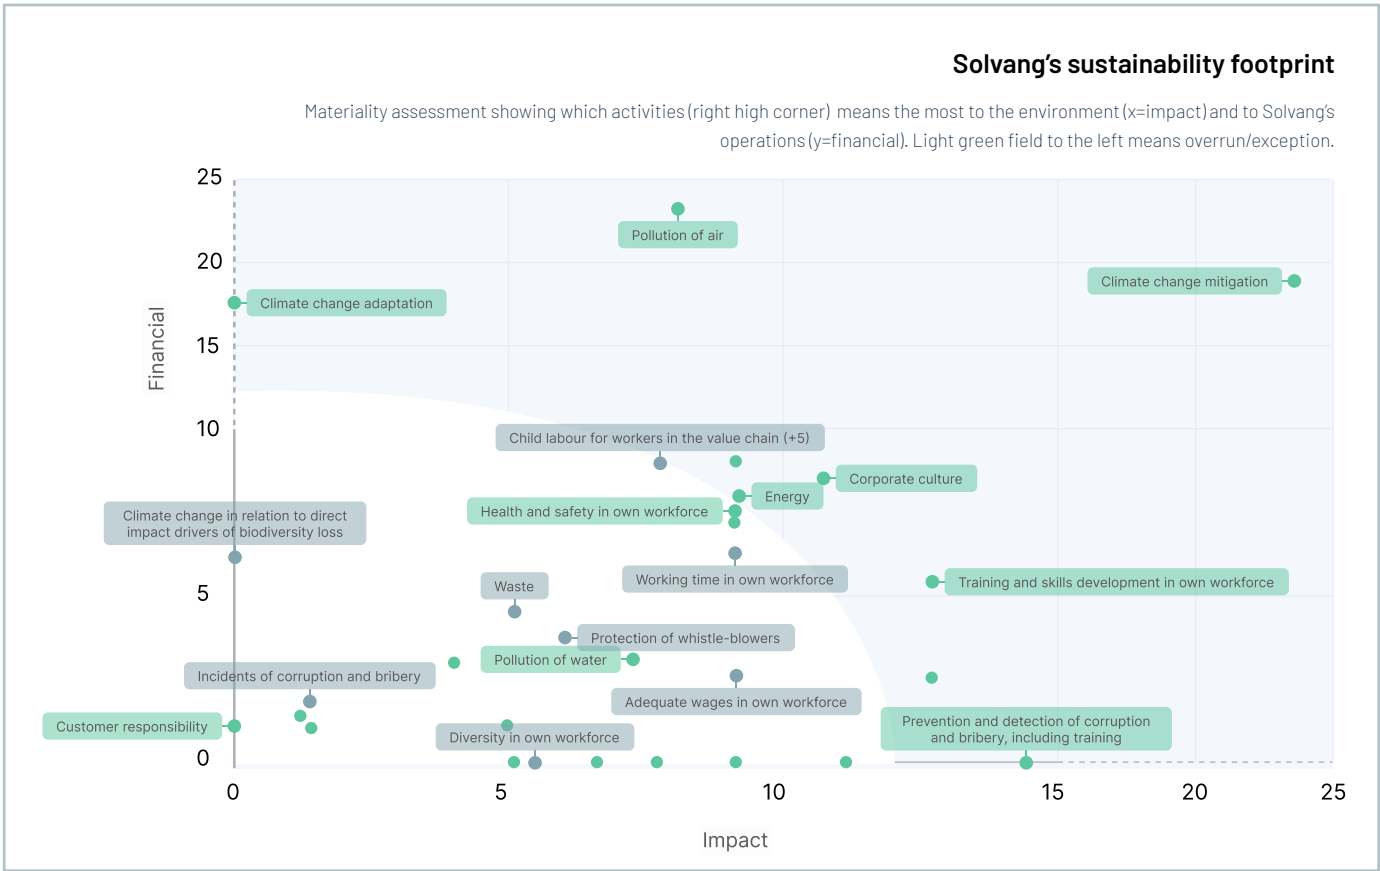 Solvang’s sustainability footprint
Materiality assessment showing which activities (right high corner) means the most to the environment (x=impact) and to Solvang’s
operations (y=financial). Light green field to the left means overrun/exception.
25
Pollution of air
20
Climate change mitigation
Climate change adaptation
Financial
15
10
Child labour for workers in the value chain (+5)
Corporate culture
Energy
Health and safety in own workforce
Climate change in relation to direct
impact drivers of biodiversity loss
Working time in own workforce
Training and skills development in own workforce
Waste
5
Protection of whistle-blowers
Pollution of water
Incidents of corruption and bribery
Adequate wages in own workforce
Customer responsibility
Prevention and detection of corruption
and bribery, including training
Diversity in own workforce
0
0
5
10
15
20
25
Impact